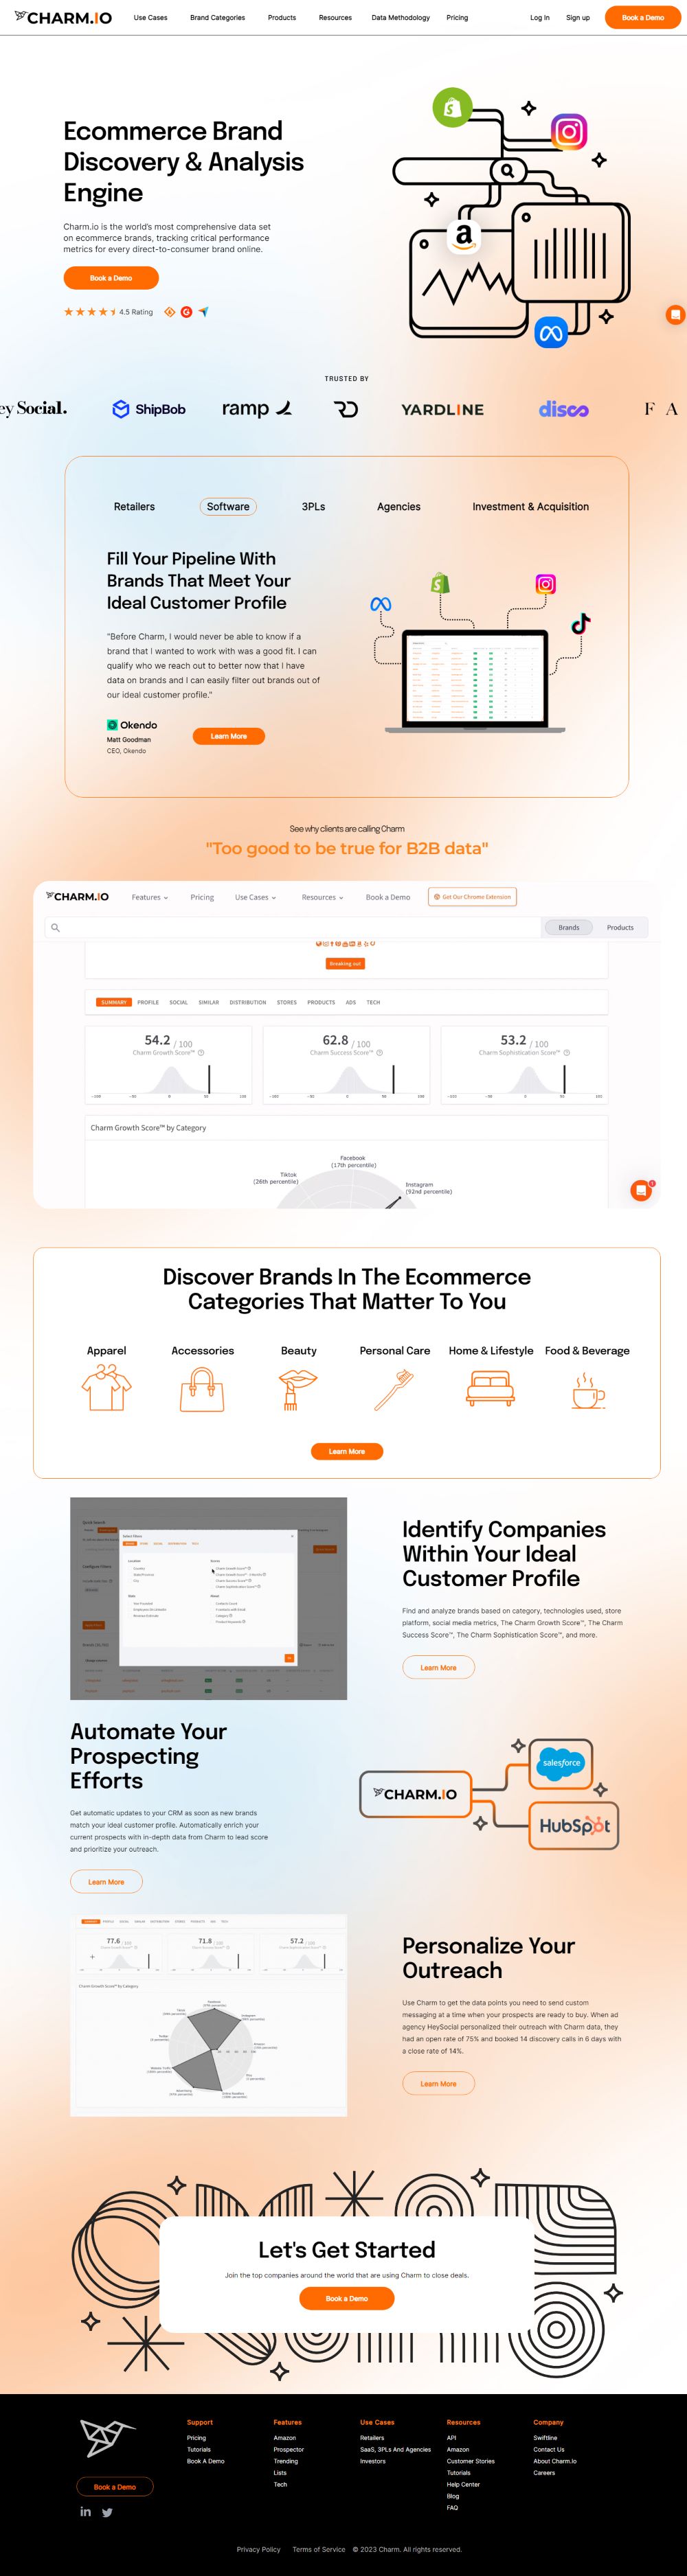 CHARM.IO
Use Cases Brand Categories Products Resources Data Methodology Pricing Log In Sign up Book a Demo
Ecommerce Brand
Discovery & Analysis
Engine
Charm.io is the world's most comprehensive data set
on ecommerce brands, tracking critical performance
metrics for every direct-to-consumer brand online.
Book a Demo
4.5 Rating
TRUSTED BY
ey Social. ShipBob ramp YARDLINE disco F A
Retailers Software 3PLs Agencies Investment & Acquisition
Fill Your Pipeline With
Brands That Meet Your
Ideal Customer Profile
"Before Charm, I would never be able to know if a
brand that I wanted to work with was a good fit. I can
qualify who we reach out to better now that I have
data on brands and I can easily filter out brands out of
our ideal customer profile."
Okendo
Matt Goodman
CEO, Okendo
Learn More
See why clients are calling Charm
"Too good to be true for B2B data"
CHARM.IO Features Pricing Use Cases Resources Book a Demo Get Our Chrome Extension
Brands Products
Breaking out
SUMMARY PROFILE SOCIAL SIMILAR DISTRIBUTION STORES PRODUCTS ADS TECH
54.2 / 100 62.8 / 100 53.2 / 100
Charm Growth Score™ Charm Success Score™ Charm Sophistication Score™
Charm Growth Score™ by Category
Facebook
(17th percentile)
Tiktok
(26th percentile)
Instagram
(92nd percentile)
1
Discover Brands In The Ecommerce
Categories That Matter To You
Apparel Accessories Beauty Personal Care Home & Lifestyle Food & Beverage
Learn More
Identify Companies
Within Your Ideal
Customer Profile
Find and analyze brands based on category, technologies used, store
platform, social media metrics, The Charm Growth Score™, The Charm
Success Score™, The Charm Sophistication Score™, and more.
Learn More
Automate Your
Prospecting
Efforts
Get automatic updates to your CRM as soon as new brands
match your ideal customer profile. Automatically enrich your
current prospects with in-depth data from Charm to lead score
and prioritize your outreach.
Learn More
CHARM.IO
salesforce
HubSpot
77.6 / 100 71.8 / 100 57.2 / 100
Charm Growth Score™ by Category
Personalize Your
Outreach
Use Charm to get the data points you need to send custom
messaging at a time when your prospects are ready to buy. When ad
agency HeySocial personalized their outreach with Charm data, they
had an open rate of 75% and booked 14 discovery calls in 6 days with
a close rate of 14%.
Learn More
Let's Get Started
Join the top companies around the world that are using Charm to close deals.
Book a Demo
Support
Pricing
Tutorials
Book A Demo
Features
Amazon
Prospector
Trending
Lists
Tech
Use Cases
Retailers
SaaS, 3PLs And Agencies
Investors
Resources
API
Amazon
Customer Stories
Tutorials
Help Center
Blog
FAQ
Company
Swiftline
Contact Us
About Charm.Io
Careers
Book a Demo
Privacy Policy Terms of Service © 2023 Charm. All rights reserved.